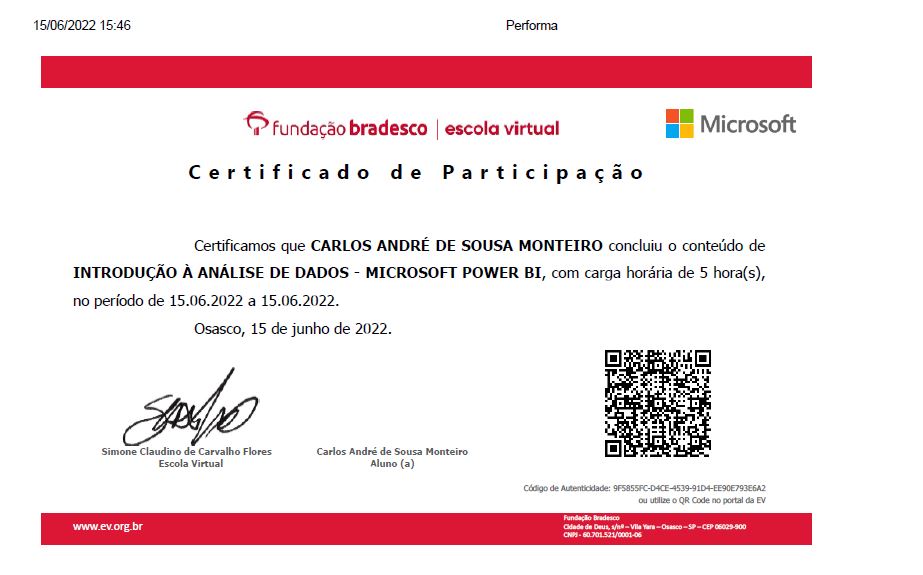 15/06/2022 15:46 Performa
fundação bradesco | escola virtual Microsoft
Certificado de Participação
Certificamos que CARLOS ANDRÉ DE SOUSA MONTEIRO concluiu o conteúdo de
INTRODUÇÃO À ANÁLISE DE DADOS - MICROSOFT POWER BI, com carga horária de 5 hora(s),
no período de 15.06.2022 a 15.06.2022.
Osasco, 15 de junho de 2022.
Simone Claudino de Carvalho Flores Carlos André de Sousa Monteiro
Escola Virtual Aluno (a)
Código de Autenticidade: 9F5855FC-D4CE-4539-91D4-EE90E793E6A2
ou utilize o QR Code no portal da EV
www.ev.org.br
Fundação Bradesco
Cidade de Deus, s/nº – Vila Yara – Osasco – SP – CEP 06029-900
CNPJ - 60.701.521/0001-06